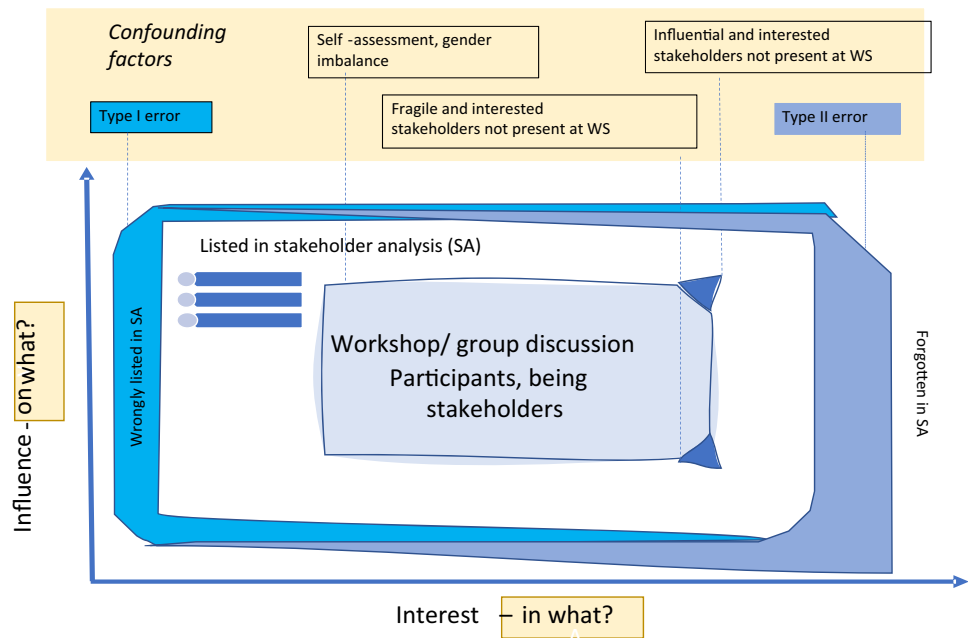 Confounding
factors
Self -assessment, gender
imbalance
Influential and interested
stakeholders not present at WS
Type I error
Fragile and interested
stakeholders not present at WS
Type II error
Listed in stakeholder analysis (SA)
Workshop/ group discussion
Participants, being
stakeholders
Wrongly listed in SA
Forgotten in SA
Influence - on what?
Interest – in what?